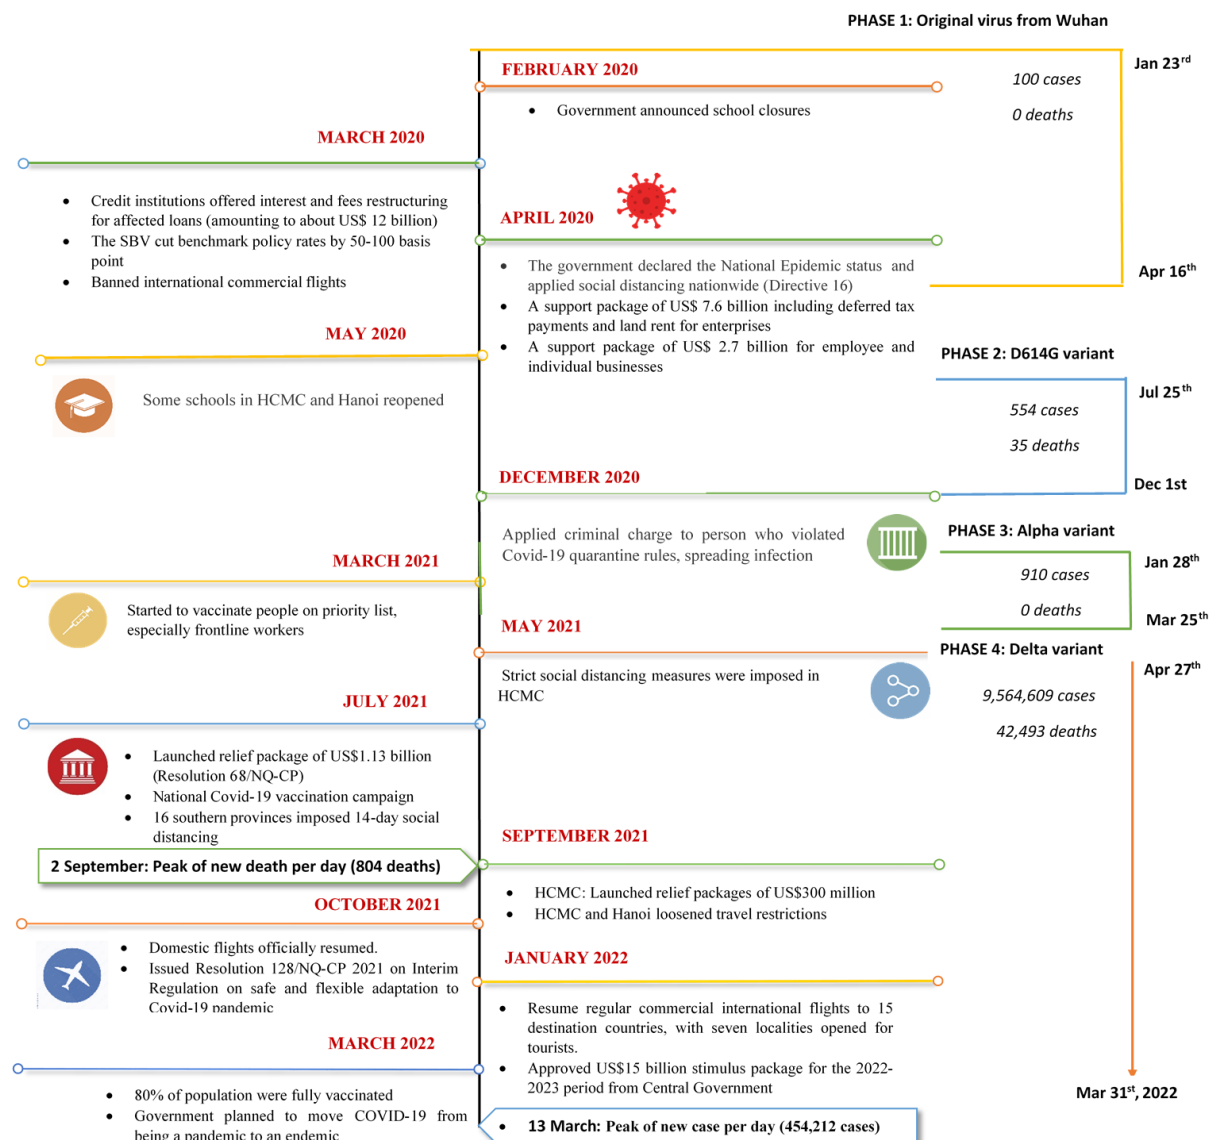 PHASE 1: Original virus from Wuhan
Jan 23rd
FEBRUARY 2020
100 cases
0 deaths
• Government announced school closures
MARCH 2020
• Credit institutions offered interest and fees restructuring
for affected loans (amounting to about US$ 12 billion)
• The SBV cut benchmark policy rates by 50-100 basis
point
• Banned international commercial flights
APRIL 2020
• The government declared the National Epidemic status and
applied social distancing nationwide (Directive 16)
• A support package of US$ 7.6 billion including deferred tax
payments and land rent for enterprises
• A support package of US$ 2.7 billion for employee and
individual businesses
Apr 16th
MAY 2020
Some schools in HCMC and Hanoi reopened
PHASE 2: D614G variant
Jul 25th
554 cases
35 deaths
Dec 1st
DECEMBER 2020
Applied criminal charge to person who violated
Covid-19 quarantine rules, spreading infection
PHASE 3: Alpha variant
Jan 28th
910 cases
0 deaths
Mar 25th
MARCH 2021
Started to vaccinate people on priority list,
especially frontline workers
MAY 2021
Strict social distancing measures were imposed in
HCMC
PHASE 4: Delta variant
Apr 27th
9,564,609 cases
42,493 deaths
JULY 2021
• Launched relief package of US$1.13 billion
(Resolution 68/NQ-CP)
• National Covid-19 vaccination campaign
• 16 southern provinces imposed 14-day social
distancing
2 September: Peak of new death per day (804 deaths)
SEPTEMBER 2021
• HCMC: Launched relief packages of US$300 million
• HCMC and Hanoi loosened travel restrictions
OCTOBER 2021
• Domestic flights officially resumed.
• Issued Resolution 128/NQ-CP 2021 on Interim
Regulation on safe and flexible adaptation to
Covid-19 pandemic
JANUARY 2022
• Resume regular commercial international flights to 15
destination countries, with seven localities opened for
tourists.
• Approved US$15 billion stimulus package for the 2022-
2023 period from Central Government
Mar 31st, 2022
MARCH 2022
• 80% of population were fully vaccinated
• Government planned to move COVID-19 from
being a pandemic to an endemic
• 13 March: Peak of new case per day (454,212 cases)